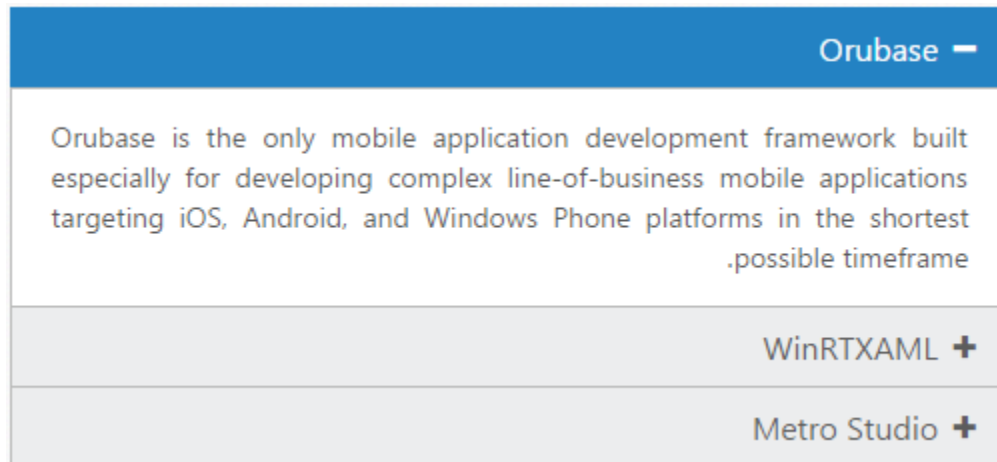 Orubase
Orubase is the only mobile application development framework built
especially for developing complex line-of-business mobile applications
targeting iOS, Android, and Windows Phone platforms in the shortest
.possible timeframe
WinRTXAML
Metro Studio